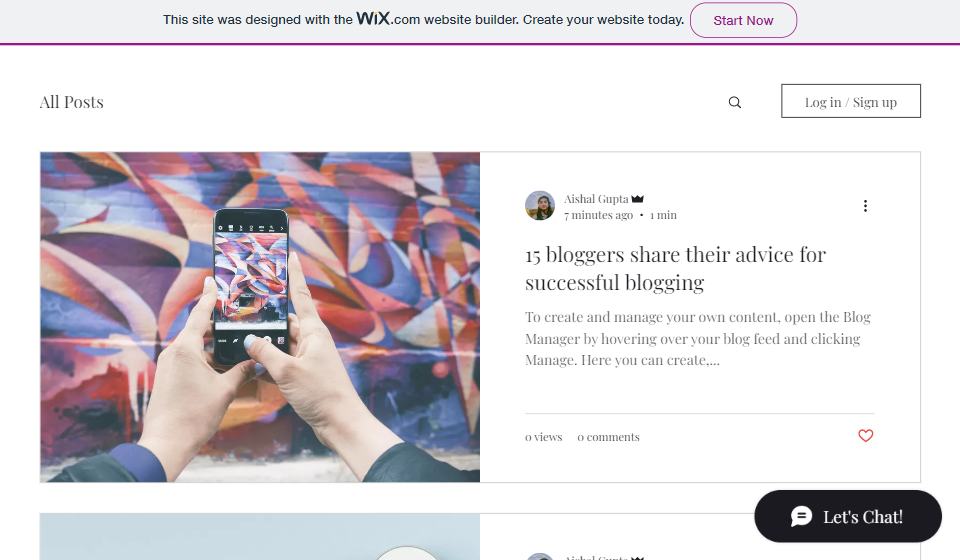 This site was designed with the WiX.com website builder. Create your website today. Start Now
All Posts
Log in / Sign up
Aishal Gupta
7 minutes ago • 1 min
15 bloggers share their advice for
successful blogging
To create and manage your own content, open the Blog
Manager by hovering over your blog feed and clicking
Manage. Here you can create,...
0 views 0 comments
Let's Chat!
Aishal Gupta